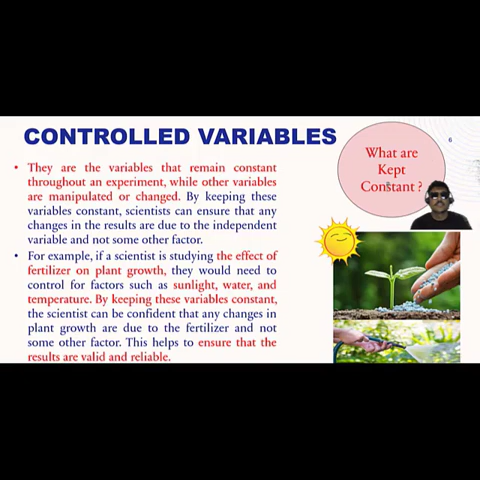 CONTROLLED VARIABLES
6
What are
Kept
Constant ?
• They are the variables that remain constant
throughout an experiment, while other variables
are manipulated or changed. By keeping these
variables constant, scientists can ensure that any
changes in the results are due to the independent
variable and not some other factor.
• For example, if a scientist is studying the effect of
fertilizer on plant growth, they would need to
control for factors such as sunlight, water, and
temperature. By keeping these variables constant,
the scientist can be confident that any changes in
plant growth are due to the fertilizer and not
some other factor. This helps to ensure that the
results are valid and reliable.